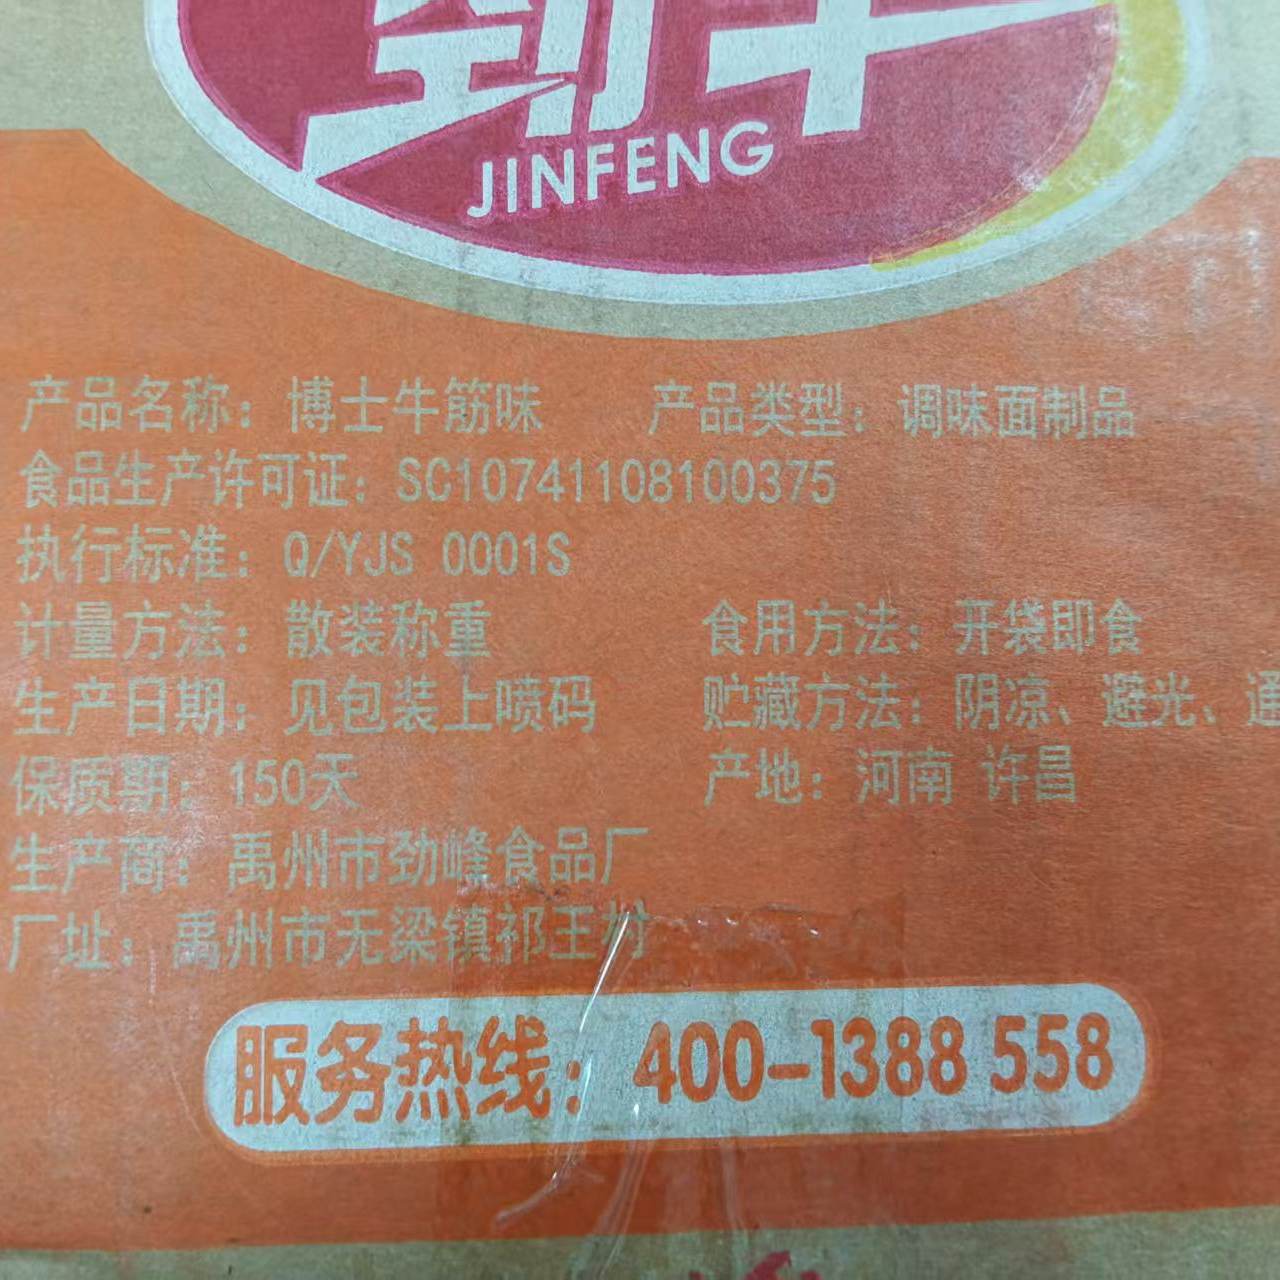 JINFENG
产品名称：博士牛筋味 产品类型：调味面制品
食品生产许可证：SC10741108100375
执行标准：Q/YJS 0001S
计量方法：散装称重 食用方法：开袋即食
生产日期：见包装上喷码 贮藏方法：阴凉、避光、通
保质期：150天 产地：河南 许昌
生产商：禹州市劲峰食品厂
厂址：禹州市无梁镇祁王村
服务热线：400-1388 558